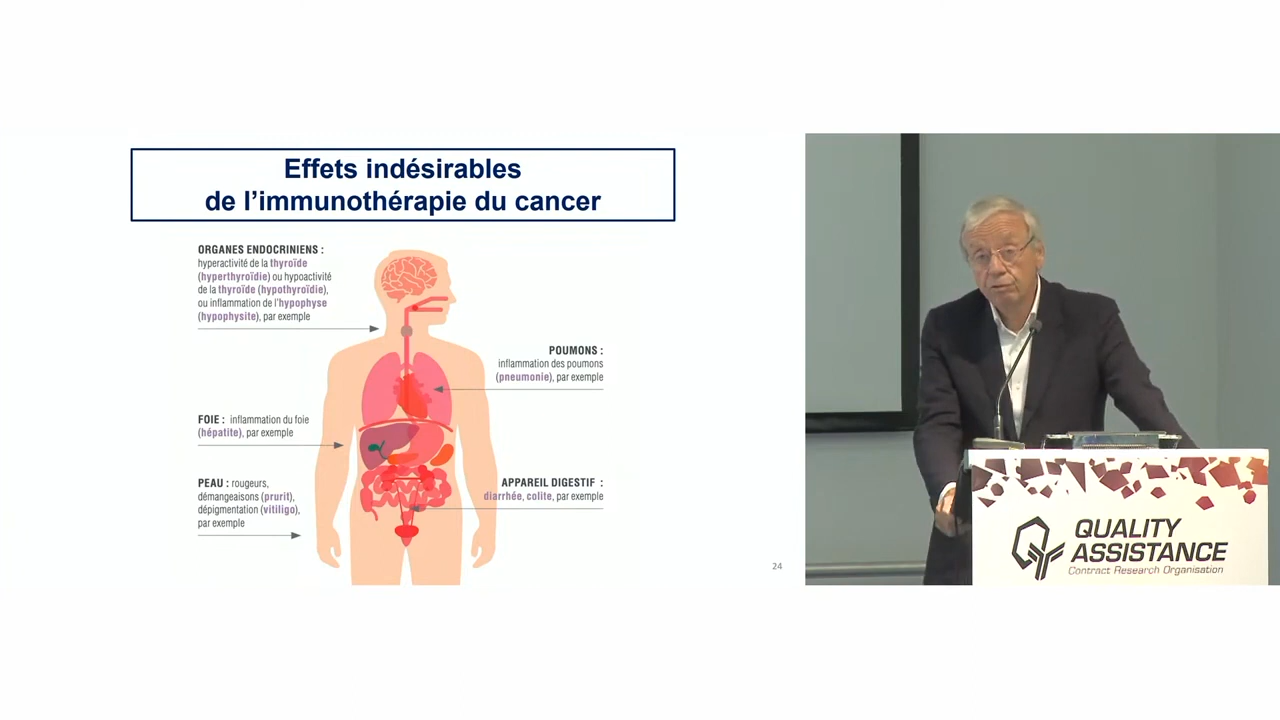 Effets indésirables
de l’immunothérapie du cancer
ORGANES ENDOCRINIENS :
hyperactivité de la thyroïde
(hyperthyroïdie) ou hypoactivité
de la thyroïde (hypothyroïdie),
ou inflammation de l'hypophyse
(hypophysite), par exemple
POUMONS :
inflammation des poumons
(pneumonie), par exemple
FOIE : inflammation du foie
(hépatite), par exemple
PEAU : rougeurs,
démangeaisons (prurit),
dépigmentation (vitiligo),
par exemple
APPAREIL DIGESTIF :
diarrhée, colite, par exemple
24
QUALITY
ASSISTANCE
Contract Research Organisation